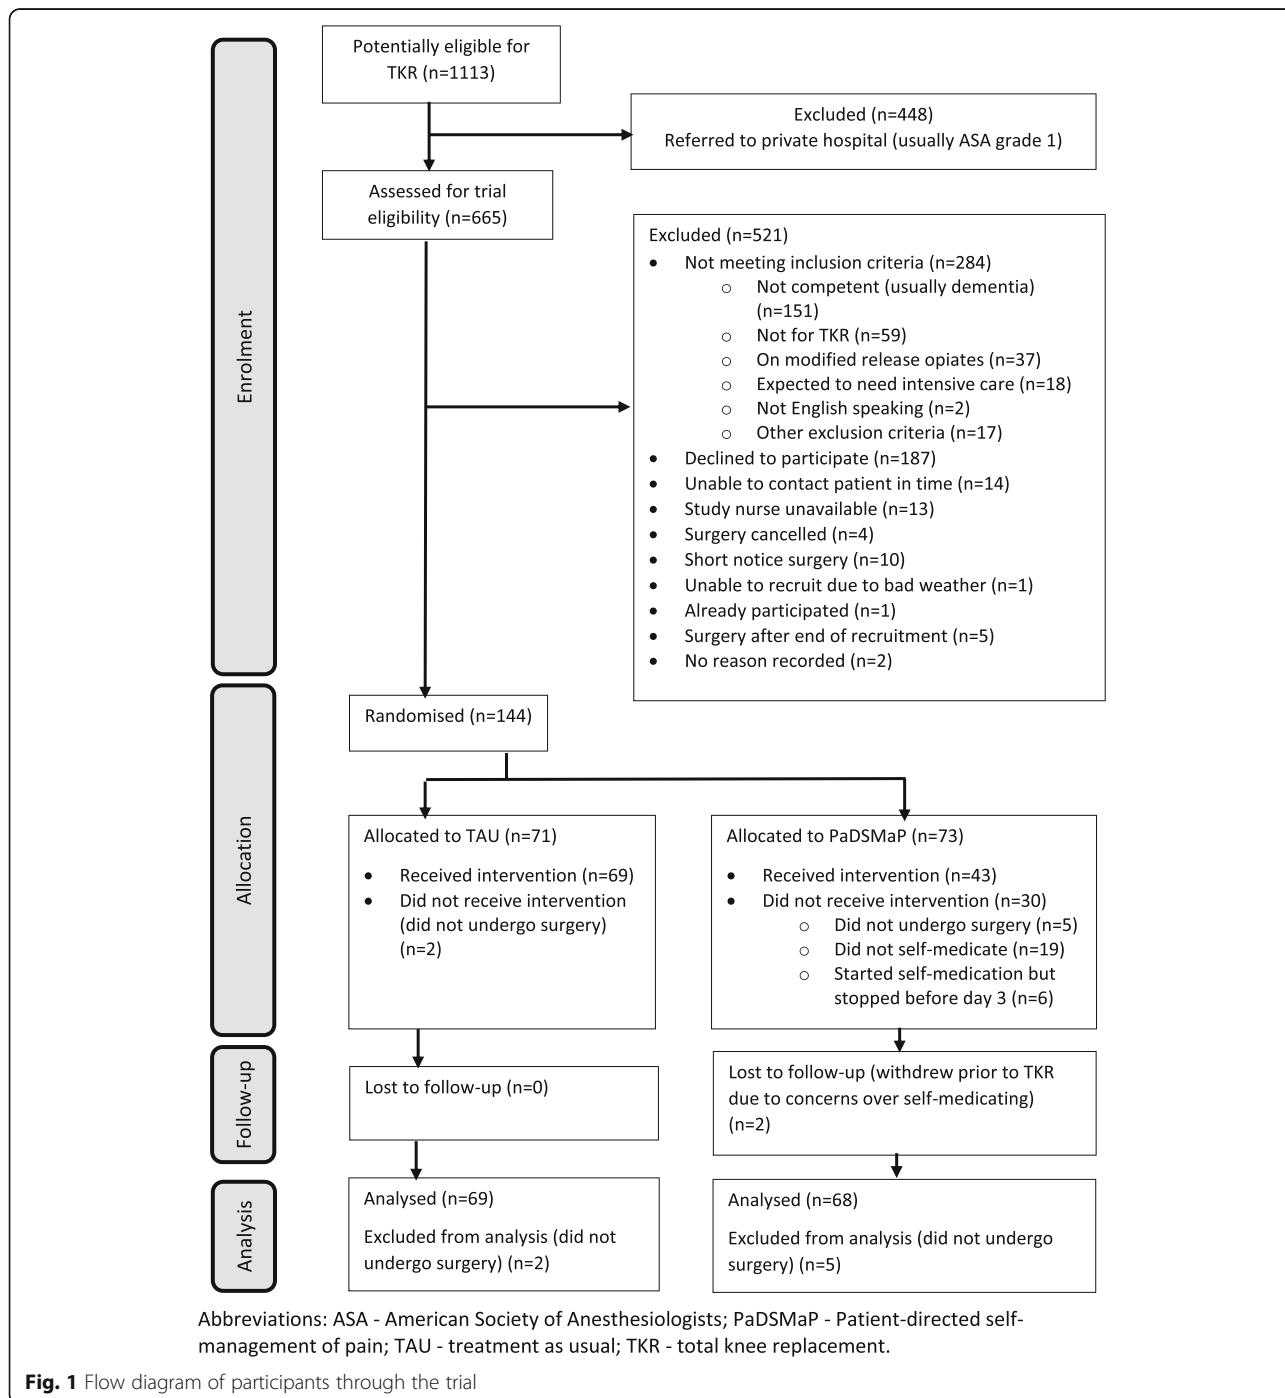 Potentially eligible for
TKR (n=1113)
Excluded (n=448)
Referred to private hospital (usually ASA grade 1)
Assessed for trial
eligibility (n=665)
Excluded (n=521)
• Not meeting inclusion criteria (n=284)
o Not competent (usually dementia)
(n=151)
o Not for TKR (n=59)
o On modified release opiates (n=37)
o Expected to need intensive care (n=18)
o Not English speaking (n=2)
o Other exclusion criteria (n=17)
• Declined to participate (n=187)
• Unable to contact patient in time (n=14)
• Study nurse unavailable (n=13)
• Surgery cancelled (n=4)
• Short notice surgery (n=10)
• Unable to recruit due to bad weather (n=1)
• Already participated (n=1)
• Surgery after end of recruitment (n=5)
• No reason recorded (n=2)
Enrolment
Randomised (n=144)
Allocation
Allocated to TAU (n=71)
• Received intervention (n=69)
• Did not receive intervention
(did not undergo surgery)
(n=2)
Allocated to PaDSMaP (n=73)
• Received intervention (n=43)
• Did not receive intervention (n=30)
o Did not undergo surgery (n=5)
o Did not self-medicate (n=19)
o Started self-medication but
stopped before day 3 (n=6)
Follow-up
Lost to follow-up (n=0)
Lost to follow-up (withdrew prior to TKR
due to concerns over self-medicating)
(n=2)
Analysis
Analysed (n=69)
Excluded from analysis (did not
undergo surgery) (n=2)
Analysed (n=68)
Excluded from analysis (did not undergo
surgery) (n=5)
Abbreviations: ASA - American Society of Anesthesiologists; PaDSMaP - Patient-directed self-
management of pain; TAU - treatment as usual; TKR - total knee replacement.
Fig. 1 Flow diagram of participants through the trial